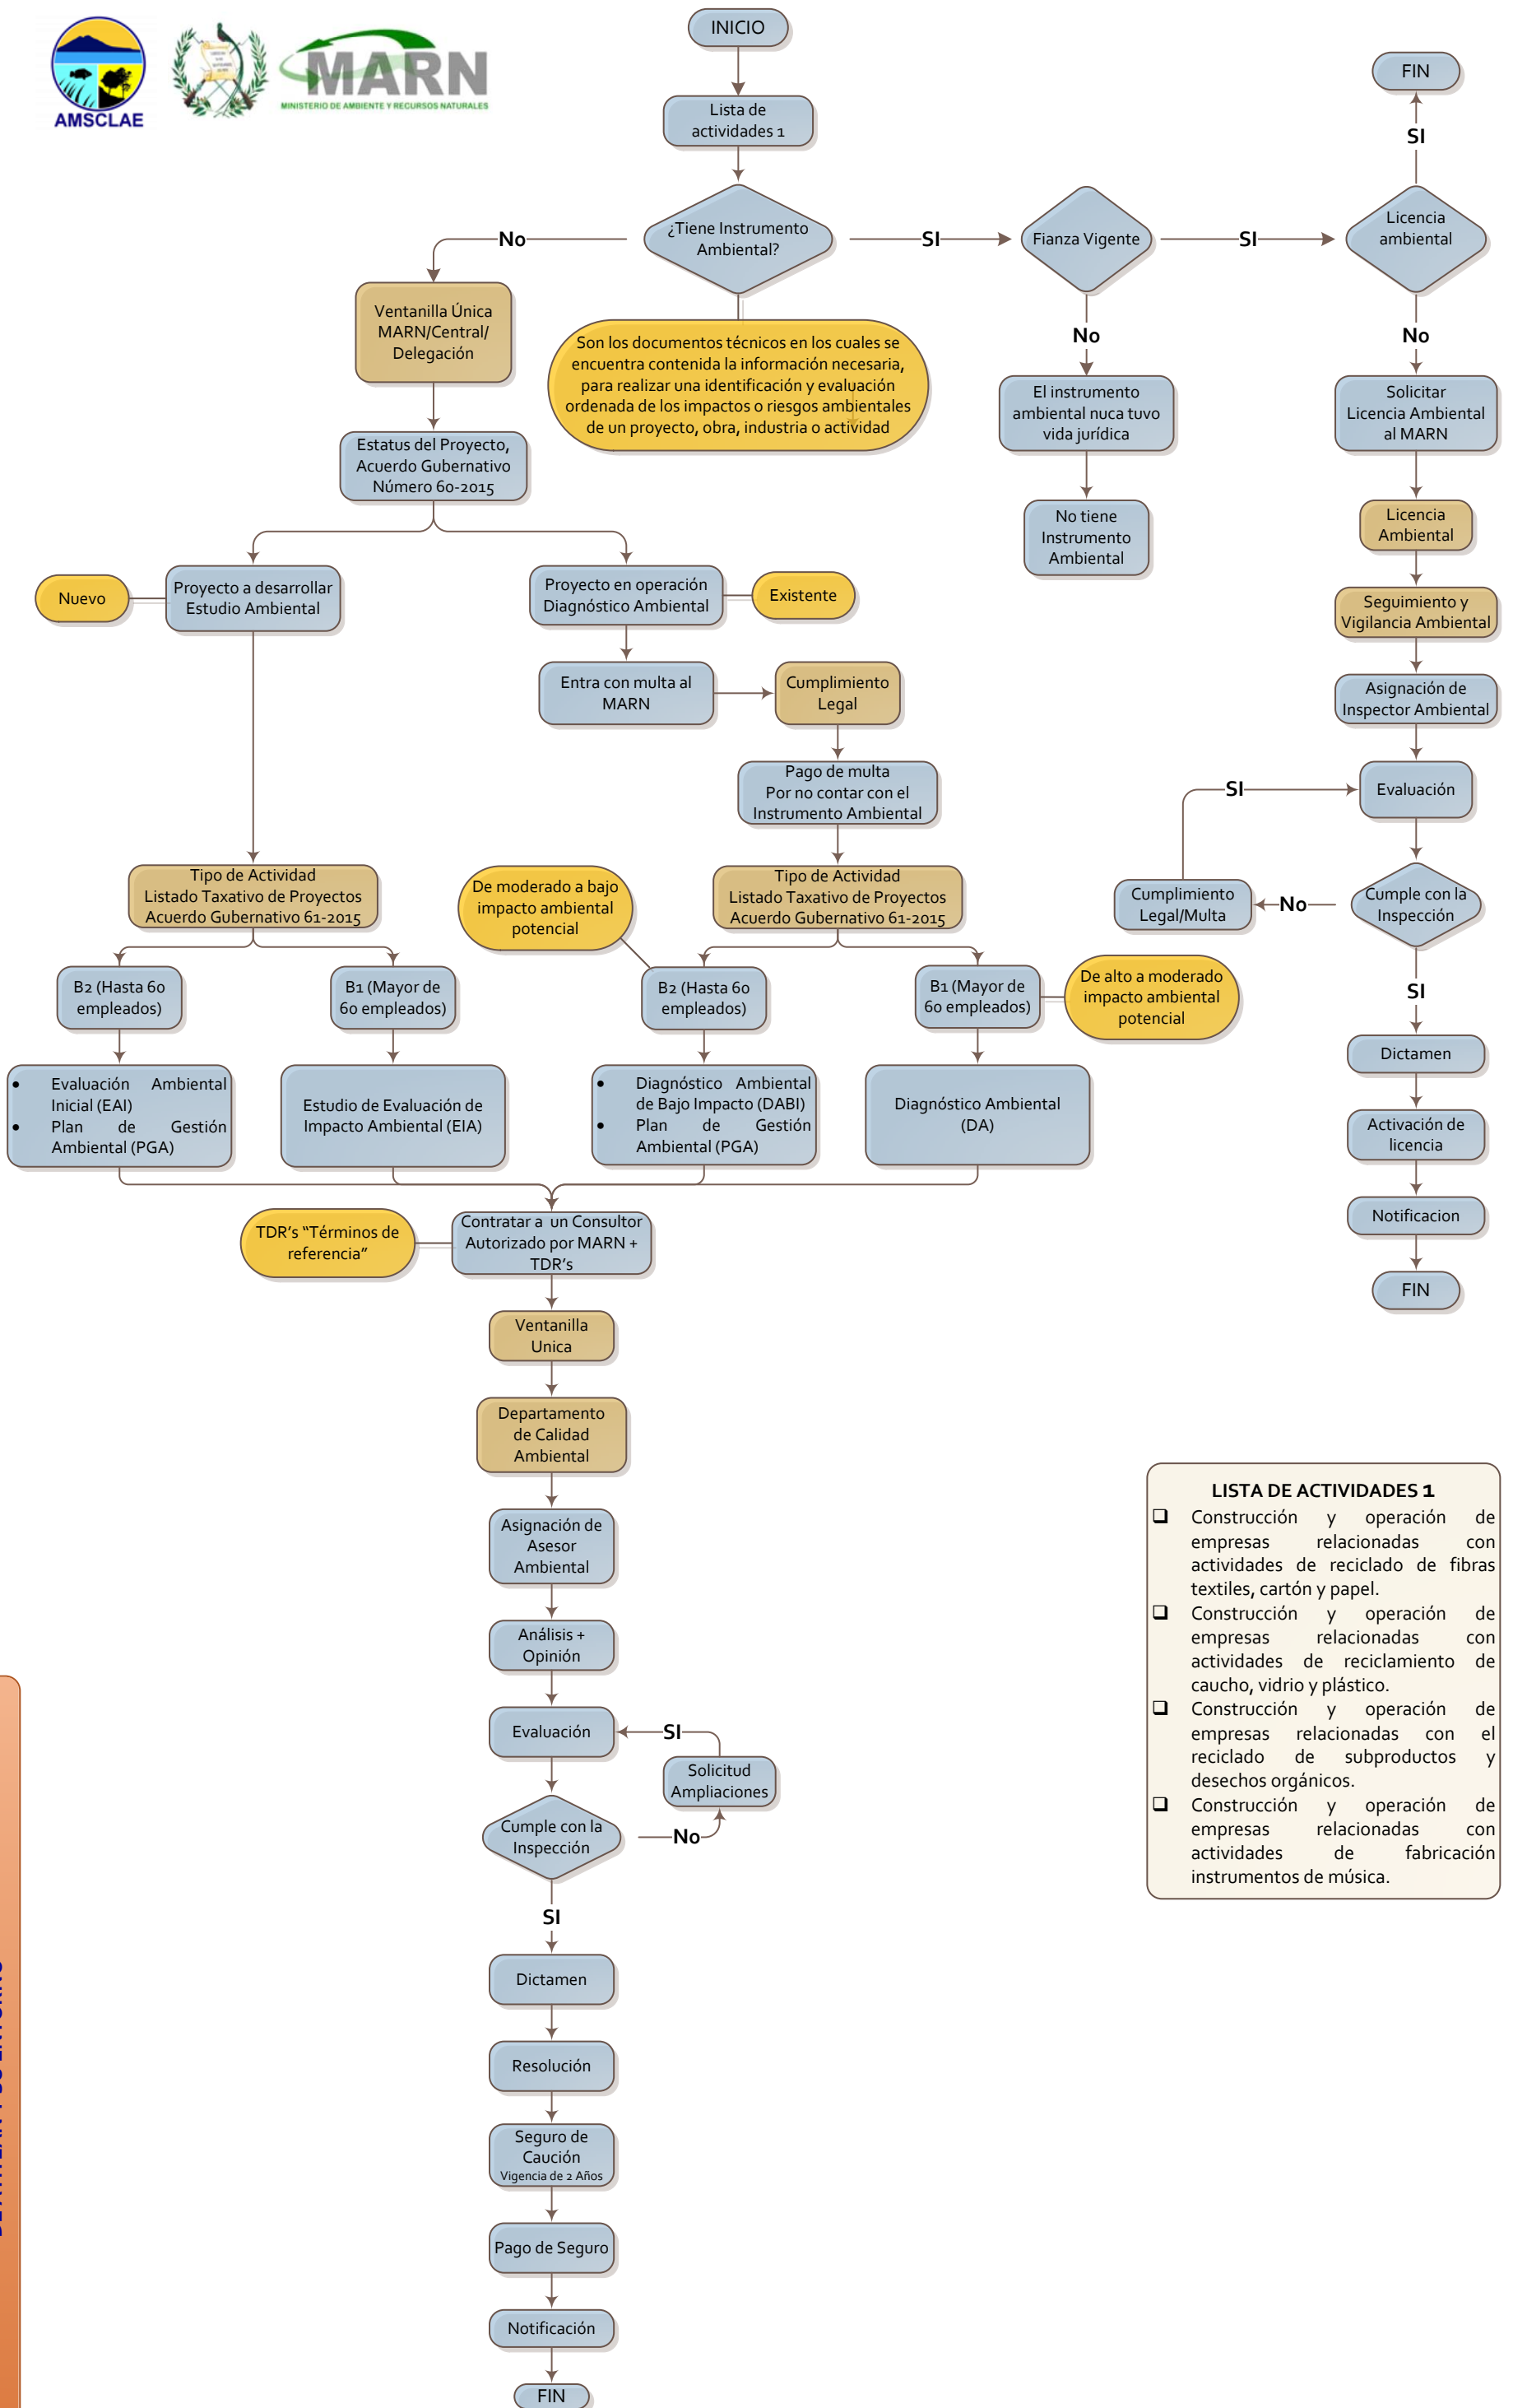 AMSCLAE
MARN
MINISTERIO DE AMBIENTE Y RECURSOS NATURALES
INICIO
Lista de
actividades 1
¿Tiene Instrumento
Ambiental?
No
SI
Fianza Vigente
SI
Licencia
ambiental
SI
FIN
Son los documentos técnicos en los cuales se
encuentra contenida la información necesaria,
para realizar una identificación y evaluación
ordenada de los impactos o riesgos ambientales
de un proyecto, obra, industria o actividad
No
El instrumento
ambiental nuca tuvo
vida jurídica
No tiene
Instrumento
Ambiental
No
Solicitar
Licencia Ambiental
al MARN
Licencia
Ambiental
Seguimiento y
Vigilancia Ambiental
Asignación de
Inspector Ambiental
Evaluación
SI
Cumplimiento
Legal/Multa
No
Cumple con la
Inspección
SI
Dictamen
Activación de
licencia
Notificacion
FIN
Ventanilla Única
MARN/Central/
Delegación
Estatus del Proyecto,
Acuerdo Gubernativo
Número 60-2015
Nuevo
Proyecto a desarrollar
Estudio Ambiental
Proyecto en operación
Diagnóstico Ambiental
Existente
Entra con multa al
MARN
Cumplimiento
Legal
Pago de multa
Por no contar con el
Instrumento Ambiental
Tipo de Actividad
Listado Taxativo de Proyectos
Acuerdo Gubernativo 61-2015
De moderado a bajo
impacto ambiental
potencial
Tipo de Actividad
Listado Taxativo de Proyectos
Acuerdo Gubernativo 61-2015
B2 (Hasta 60
empleados)
B1 (Mayor de
60 empleados)
B2 (Hasta 60
empleados)
B1 (Mayor de
60 empleados)
De alto a moderado
impacto ambiental
potencial
• Evaluación Ambiental
Inicial (EAI)
• Plan de Gestión
Ambiental (PGA)
Estudio de Evaluación de
Impacto Ambiental (EIA)
• Diagnóstico Ambiental
de Bajo Impacto (DABI)
• Plan de Gestión
Ambiental (PGA)
Diagnóstico Ambiental
(DA)
TDR's “Términos de
referencia”
Contratar a un Consultor
Autorizado por MARN +
TDR's
Ventanilla
Unica
Departamento
de Calidad
Ambiental
Asignación de
Asesor
Ambiental
Análisis +
Opinión
Evaluación
SI
Solicitud
Ampliaciones
Cumple con la
Inspección
No
SI
Dictamen
Resolución
Seguro de
Caución
Vigencia de 2 Años
Pago de Seguro
Notificación
FIN
LISTA DE ACTIVIDADES 1
❑ Construcción y operación de
empresas relacionadas con
actividades de reciclado de fibras
textiles, cartón y papel.
❑ Construcción y operación de
empresas relacionadas con
actividades de reciclamiento de
caucho, vidrio y plástico.
❑ Construcción y operación de
empresas relacionadas con el
reciclado de subproductos y
desechos orgánicos.
❑ Construcción y operación de
empresas relacionadas con
actividades de fabricación
instrumentos de música.